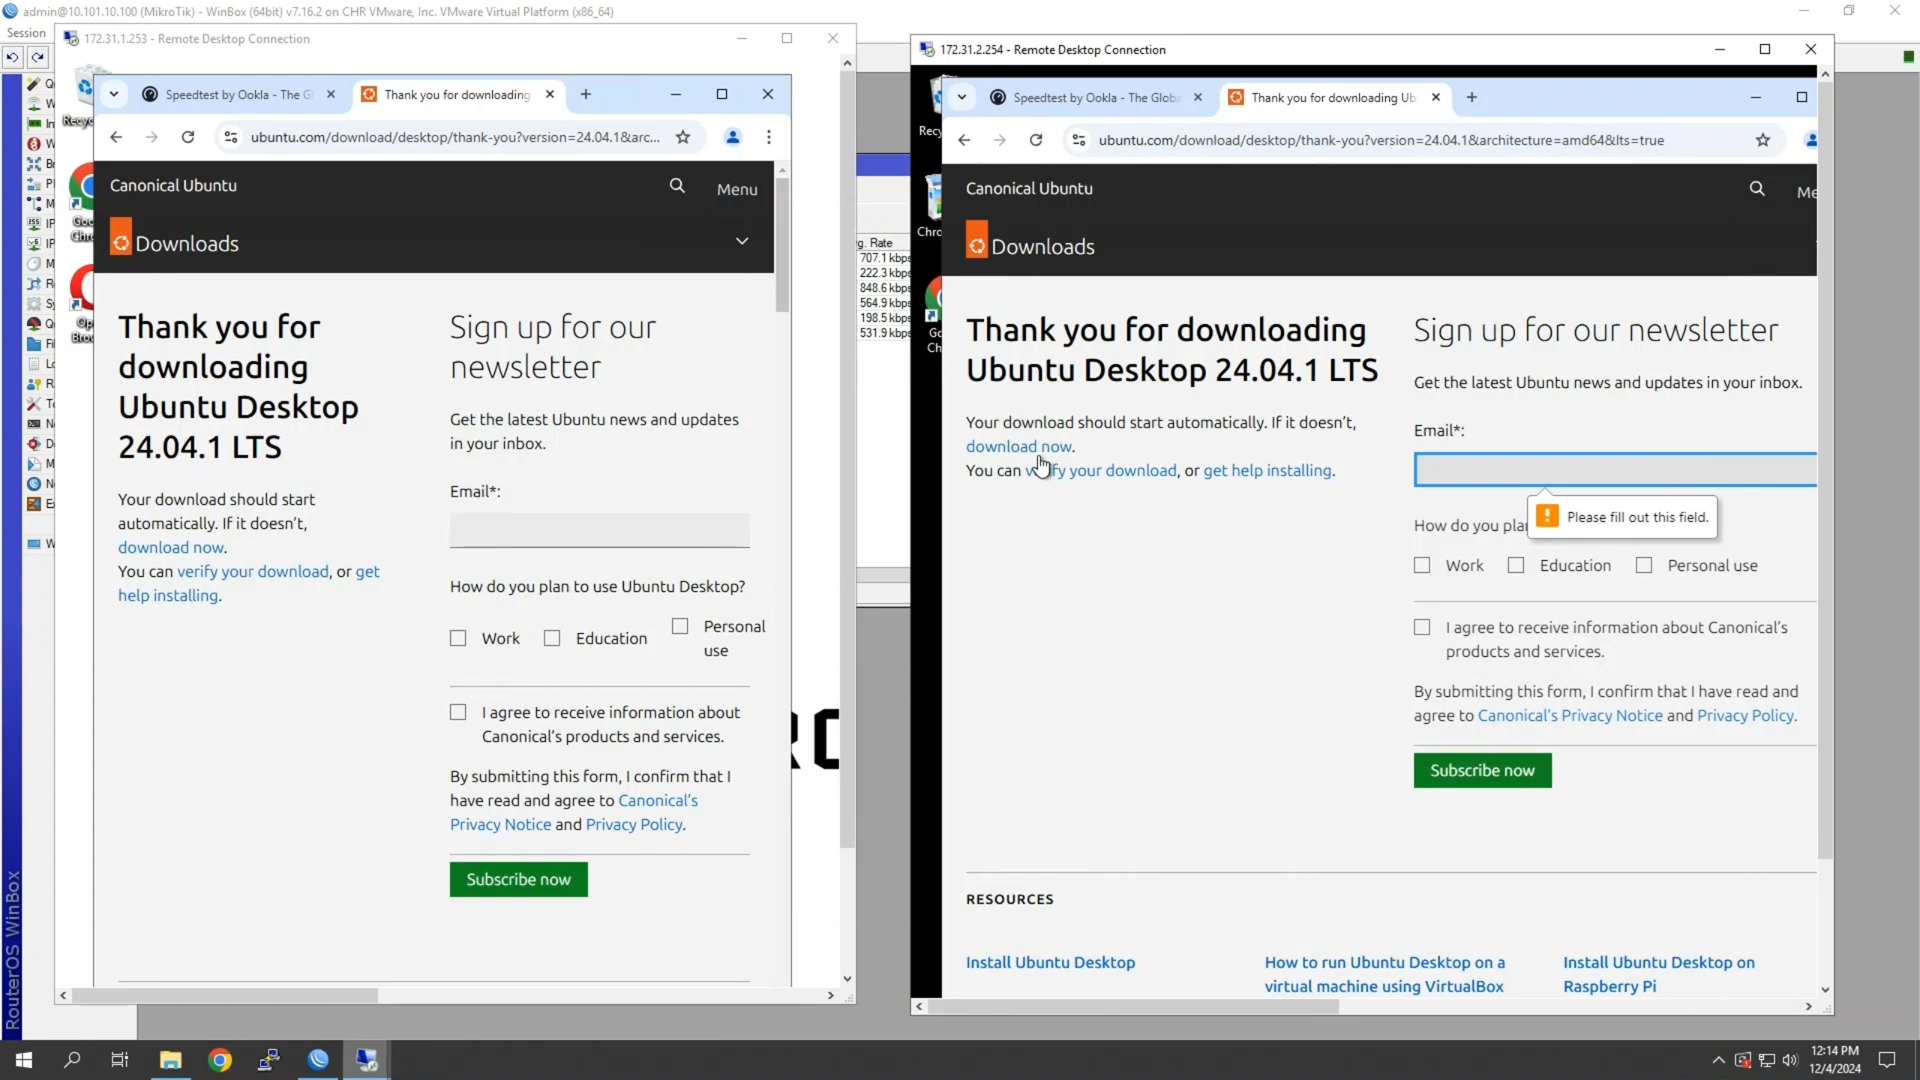 admin@10.101.10.100 (MikroTik) - WinBox (64bit) v7.16.2 on CHR VMware, Inc. VMware Virtual Platform (x86_64)
Session
RouterOS WinBox
g. Rate
707.1 kbps
222.3 kbps
848.6 kbps
564.9 kbps
198.5 kbps
531.9 kbps
172.31.1.253 - Remote Desktop Connection
Speedtest by Ookla - The G
Thank you for downloading
ubuntu.com/download/desktop/thank-you?version=24.04.1&arc...
Canonical Ubuntu
Menu
Downloads
Thank you for
downloading
Ubuntu Desktop
24.04.1 LTS
Your download should start
automatically. If it doesn't,
download now.
You can verify your download, or get
help installing.
Sign up for our
newsletter
Get the latest Ubuntu news and updates
in your inbox.
Email*:
How do you plan to use Ubuntu Desktop?
Work
Education
Personal
use
I agree to receive information about
Canonical's products and services.
By submitting this form, I confirm that I
have read and agree to Canonical's
Privacy Notice and Privacy Policy.
Subscribe now
172.31.2.254 - Remote Desktop Connection
Speedtest by Ookla - The Globa
Thank you for downloading Ub
ubuntu.com/download/desktop/thank-you?version=24.04.1&architecture=amd64&lts=true
Canonical Ubuntu
Me
Downloads
Thank you for downloading
Ubuntu Desktop 24.04.1 LTS
Your download should start automatically. If it doesn't,
download now.
You can verify your download, or get help installing.
Sign up for our newsletter
Get the latest Ubuntu news and updates in your inbox.
Email*:
Please fill out this field.
How do you pla
Work
Education
Personal use
I agree to receive information about Canonical's
products and services.
By submitting this form, I confirm that I have read and
agree to Canonical's Privacy Notice and Privacy Policy.
Subscribe now
RESOURCES
Install Ubuntu Desktop
How to run Ubuntu Desktop on a
virtual machine using VirtualBox
Install Ubuntu Desktop on
Raspberry Pi
12:14 PM
12/4/2024